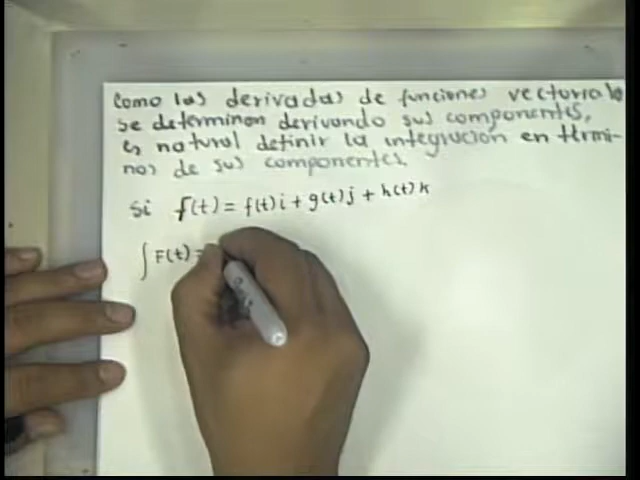 Como las derivadas de funciones vectoriale
se determinan derivando sus componentes,
es natural definir la integración en térmi-
nos de sus componentes.
si f(t) = f(t)i + g(t)j + h(t)k
∫ F(t) =